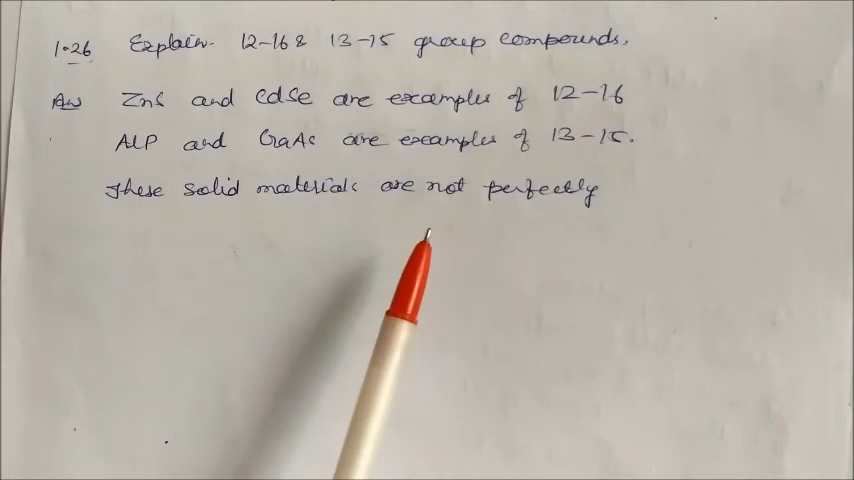 1.26 Explain. 12-16 & 13-15 group compounds.
Ans ZnS and CdSe are examples of 12-16
AlP and GaAs are examples of 13-15.
These solid materials are not perfectly